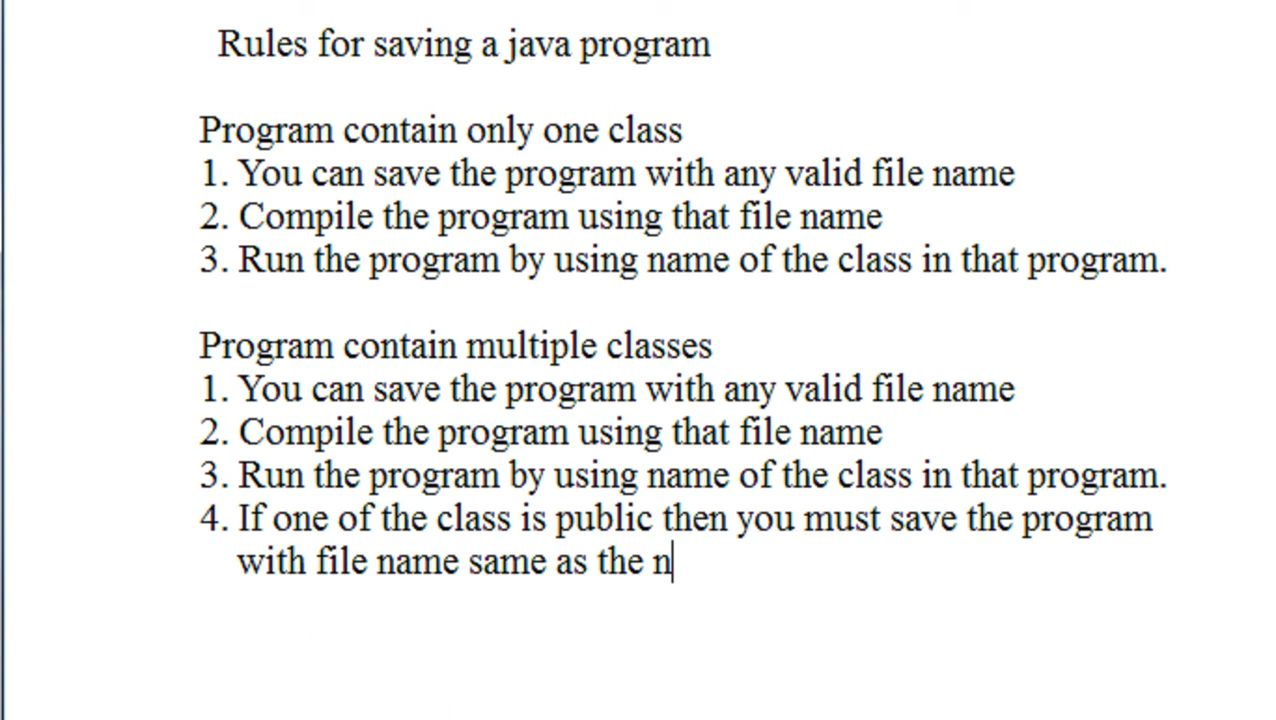 Rules for saving a java program
Program contain only one class
1. You can save the program with any valid file name
2. Compile the program using that file name
3. Run the program by using name of the class in that program.
Program contain multiple classes
1. You can save the program with any valid file name
2. Compile the program using that file name
3. Run the program by using name of the class in that program.
4. If one of the class is public then you must save the program
with file name same as the n